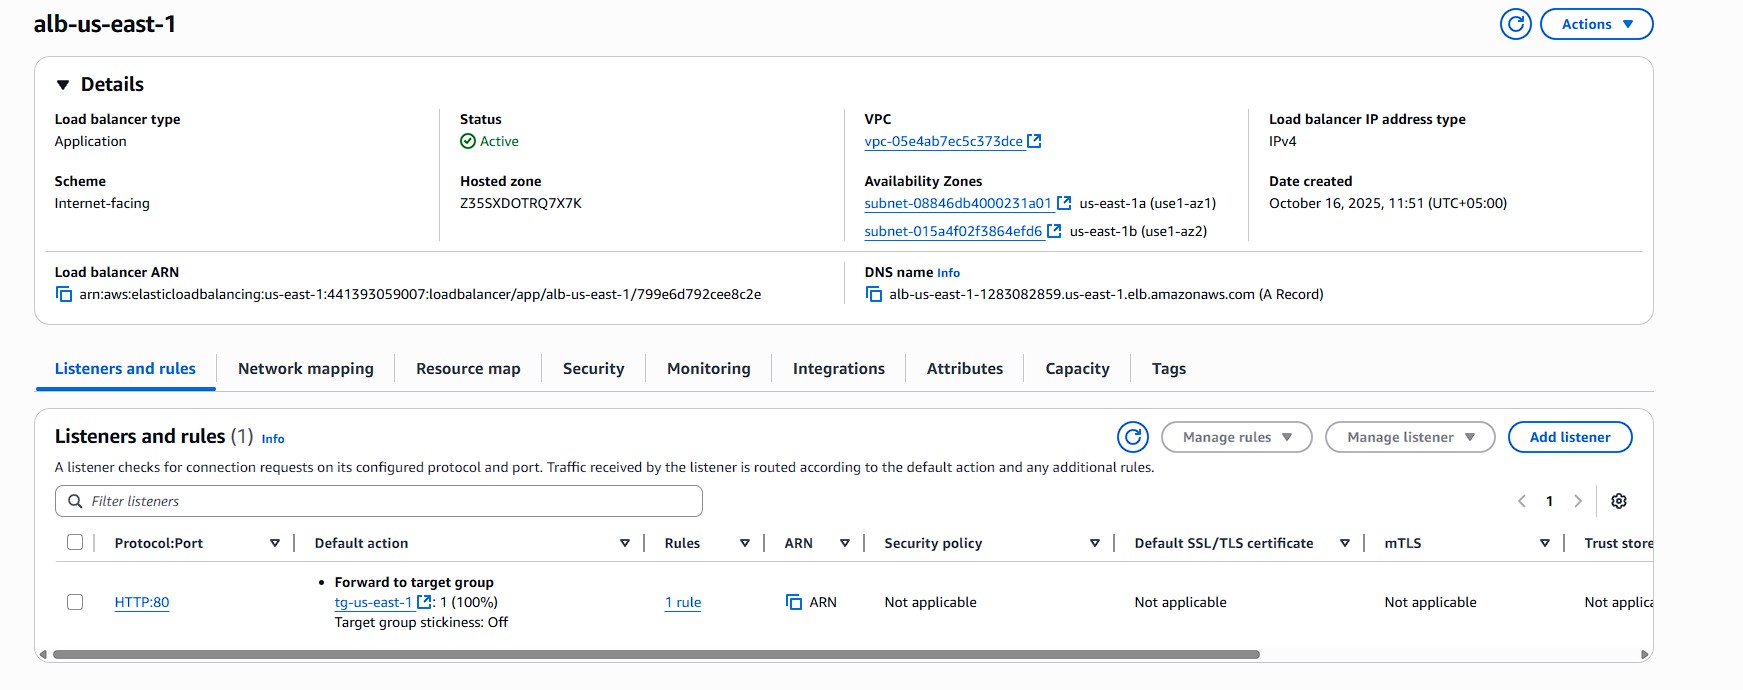 alb-us-east-1
Actions
Details
Load balancer type
Application
Status
Active
VPC
vpc-05e4ab7ec5c373dce
Load balancer IP address type
IPv4
Scheme
Internet-facing
Hosted zone
Z35SXDOTRQ7X7K
Availability Zones
subnet-08846db4000231a01 us-east-1a (use1-az1)
subnet-015a4f02f3864efd6 us-east-1b (use1-az2)
Date created
October 16, 2025, 11:51 (UTC+05:00)
Load balancer ARN
arn:aws:elasticloadbalancing:us-east-1:441393059007:loadbalancer/app/alb-us-east-1/799e6d792cee8c2e
DNS name Info
alb-us-east-1-1283082859.us-east-1.elb.amazonaws.com (A Record)
Listeners and rules Network mapping Resource map Security Monitoring Integrations Attributes Capacity Tags
Listeners and rules (1) Info
Manage rules Manage listener Add listener
A listener checks for connection requests on its configured protocol and port. Traffic received by the listener is routed according to the default action and any additional rules.
Filter listeners
1
Protocol:Port Default action Rules ARN Security policy Default SSL/TLS certificate mTLS Trust store
• Forward to target group
HTTP:80 tg-us-east-1 : 1 (100%) 1 rule ARN Not applicable Not applicable Not applicable Not applica
Target group stickiness: Off